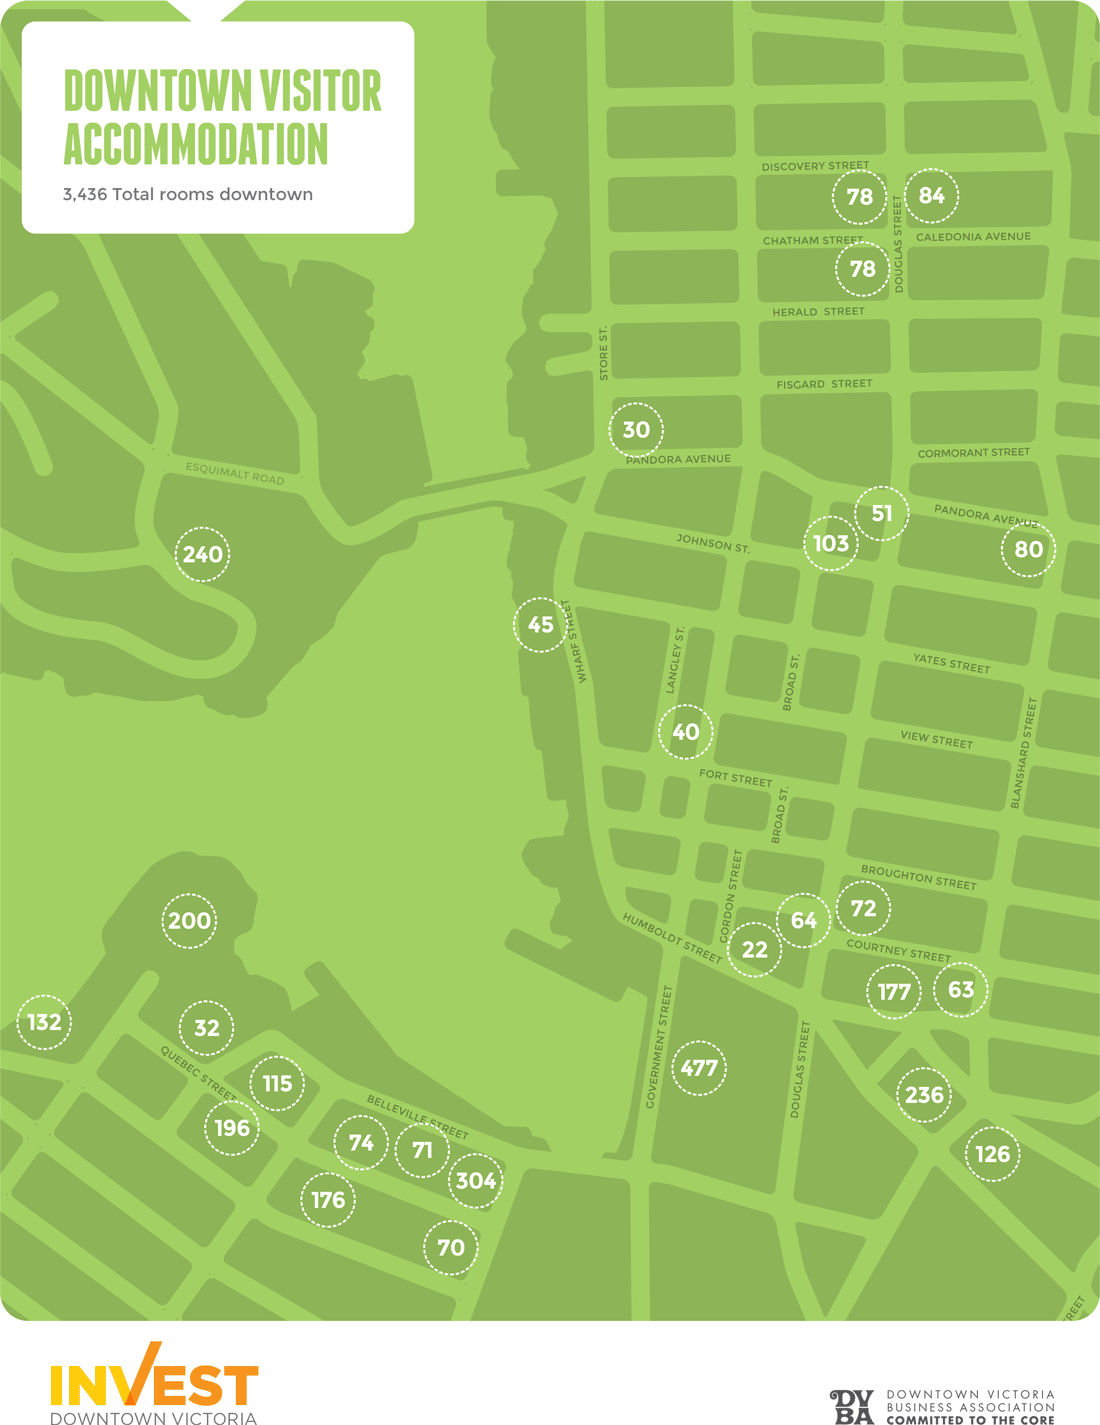 DOWNTOWN VISITOR
ACCOMMODATION
3,436 Total rooms downtown
DISCOVERY STREET
78
84
DOUGLAS STREET
CHATHAM STREET
CALEDONIA AVENUE
78
HERALD STREET
STORE ST.
FISGARD STREET
30
PANDORA AVENUE
CORMORANT STREET
ESQUIMALT ROAD
51
PANDORA AVENUE
103
80
JOHNSON ST.
240
45
WHARF STREET
LANGLEY ST.
BROAD ST.
YATES STREET
40
VIEW STREET
BLANSHARD STREET
FORT STREET
BROAD ST.
BROUGHTON STREET
GORDON STREET
72
64
200
HUMBOLDT STREET
22
COURTNEY STREET
177
63
132
32
GOVERNMENT STREET
DOUGLAS STREET
QUEBEC STREET
115
477
236
BELLEVILLE STREET
196
74
71
126
304
176
70
REET
INVEST
DOWNTOWN VICTORIA
DV
BA
DOWNTOWN VICTORIA
BUSINESS ASSOCIATION
COMMITTED TO THE CORE